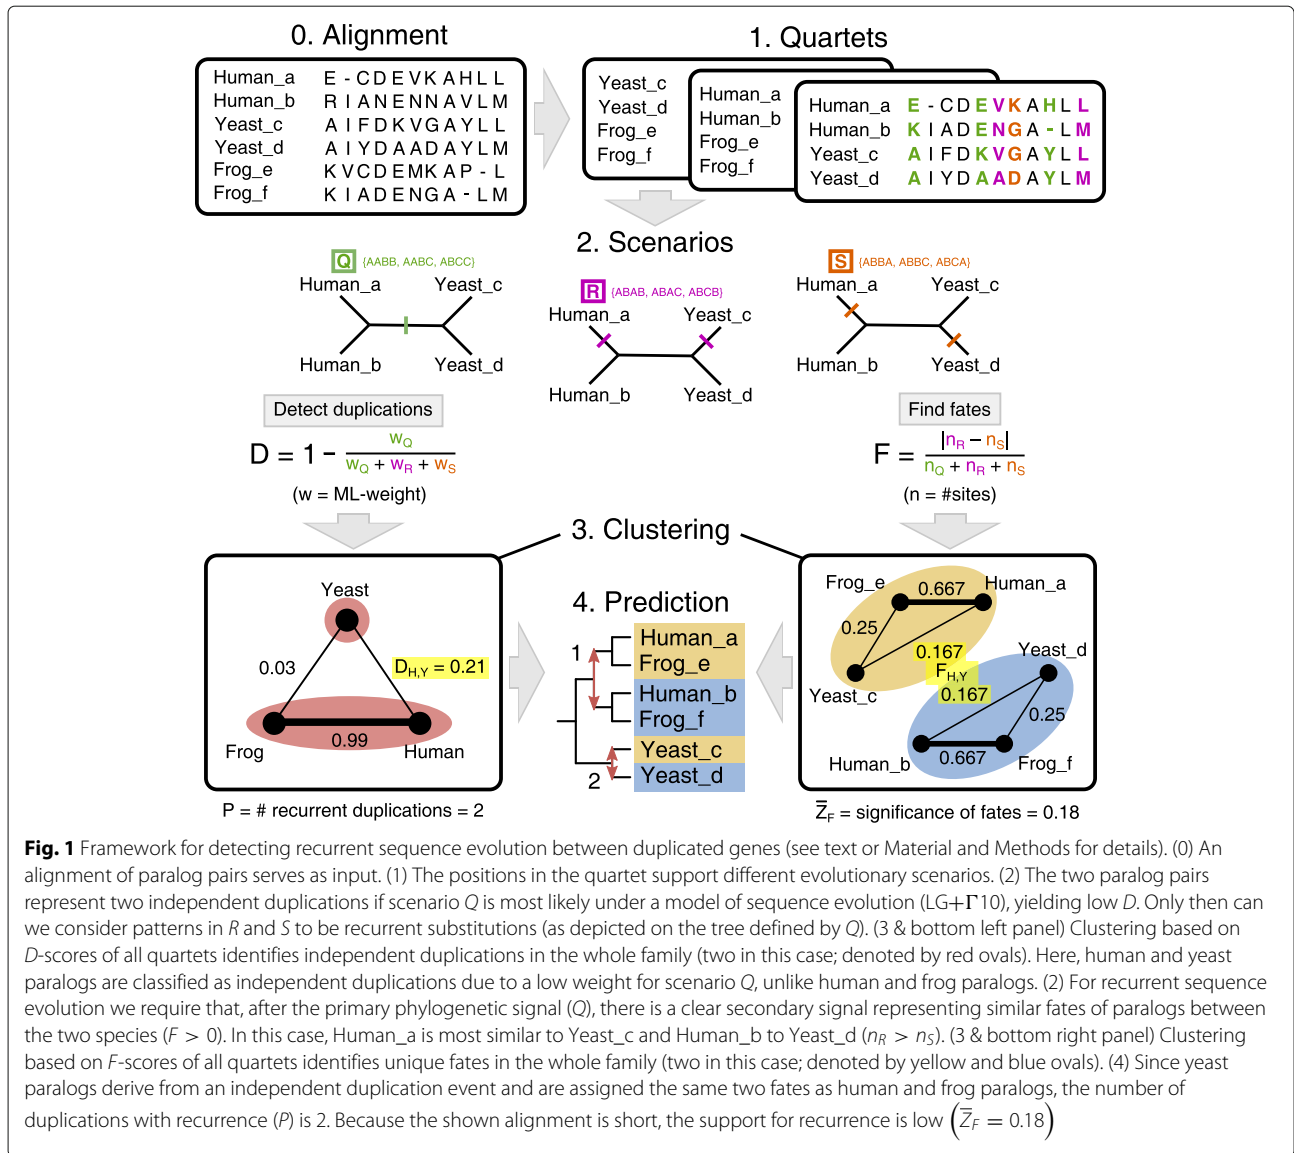 0. Alignment
1. Quartets
Human_a E - C D E V K A H L L
Human_b R I A N E N N A V L M
Yeast_c A I F D K V G A Y L L
Yeast_d A I Y D A A D A Y L M
Frog_e K V C D E M K A P - L
Frog_f K I A D E N G A - L M
Yeast_c
Yeast_d
Frog_e
Frog_f
Human_a
Human_b
Frog_e
Frog_f
Human_a E - C D E V K A H L L
Human_b K I A D E N G A - L M
Yeast_c A I F D K V G A Y L L
Yeast_d A I Y D A A D A Y L M
2. Scenarios
Q {AABB, AABC, ABCC}
Human_a Yeast_c
Human_b Yeast_d
R {ABAB, ABAC, ABCB}
Human_a Yeast_c
Human_b Yeast_d
S {ABBA, ABBC, ABCA}
Human_a Yeast_c
Human_b Yeast_d
Detect duplications
D = 1 - w_Q / (w_Q + w_R + w_S)
(w = ML-weight)
Find fates
F = |n_R - n_S| / (n_Q + n_R + n_S)
(n = #sites)
3. Clustering
Yeast
0.03
D_H,Y = 0.21
0.99
Frog
Human
P = # recurrent duplications = 2
4. Prediction
1
Human_a
Frog_e
Human_b
Frog_f
Yeast_c
2
Yeast_d
Frog_e
Human_a
0.667
0.25
0.167
Yeast_c
F_H,Y
Yeast_d
0.167
0.25
0.667
Human_b
Frog_f
Z̅_F = significance of fates = 0.18
Fig. 1 Framework for detecting recurrent sequence evolution between duplicated genes (see text or Material and Methods for details). (0) An
alignment of paralog pairs serves as input. (1) The positions in the quartet support different evolutionary scenarios. (2) The two paralog pairs
represent two independent duplications if scenario Q is most likely under a model of sequence evolution (LG+Γ10), yielding low D. Only then can
we consider patterns in R and S to be recurrent substitutions (as depicted on the tree defined by Q). (3 & bottom left panel) Clustering based on
D-scores of all quartets identifies independent duplications in the whole family (two in this case; denoted by red ovals). Here, human and yeast
paralogs are classified as independent duplications due to a low weight for scenario Q, unlike human and frog paralogs. (2) For recurrent sequence
evolution we require that, after the primary phylogenetic signal (Q), there is a clear secondary signal representing similar fates of paralogs between
the two species (F > 0). In this case, Human_a is most similar to Yeast_c and Human_b to Yeast_d (n_R > n_S). (3 & bottom right panel) Clustering
based on F-scores of all quartets identifies unique fates in the whole family (two in this case; denoted by yellow and blue ovals). (4) Since yeast
paralogs derive from an independent duplication event and are assigned the same two fates as human and frog paralogs, the number of
duplications with recurrence (P) is 2. Because the shown alignment is short, the support for recurrence is low (Z̅_F = 0.18)